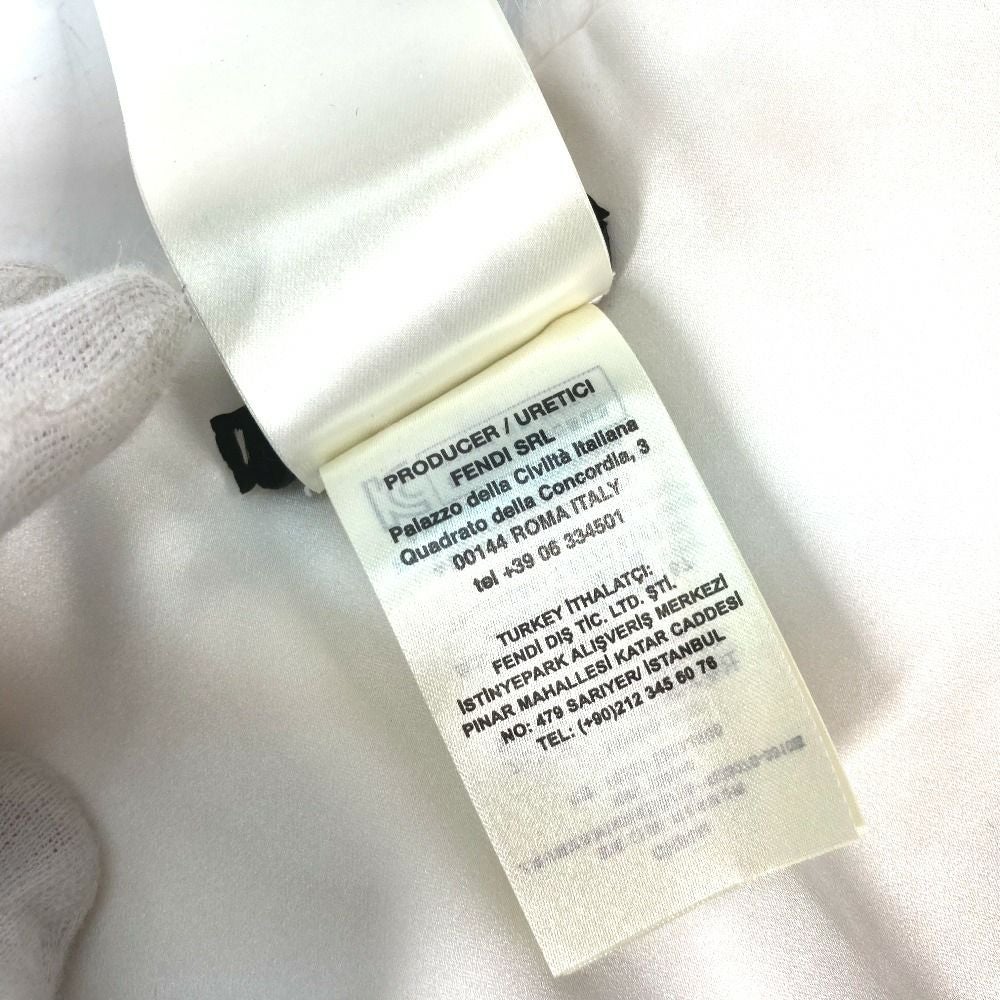 PRODUCER / URETICI
FENDI SRL
Palazzo della Civiltà Italiana
Quadrato della Concordia, 3
00144 ROMA ITALY
tel +39 06 334501
TURKEY İTHALATÇI:
FENDİ DIŞ TİC. LTD. ŞTİ.
İSTİNYEPARK ALIŞVERİŞ MERKEZİ
PINAR MAHALLESİ KATAR CADDESİ
NO: 479 SARIYER/ İSTANBUL
TEL: (+90)212 345 60 76